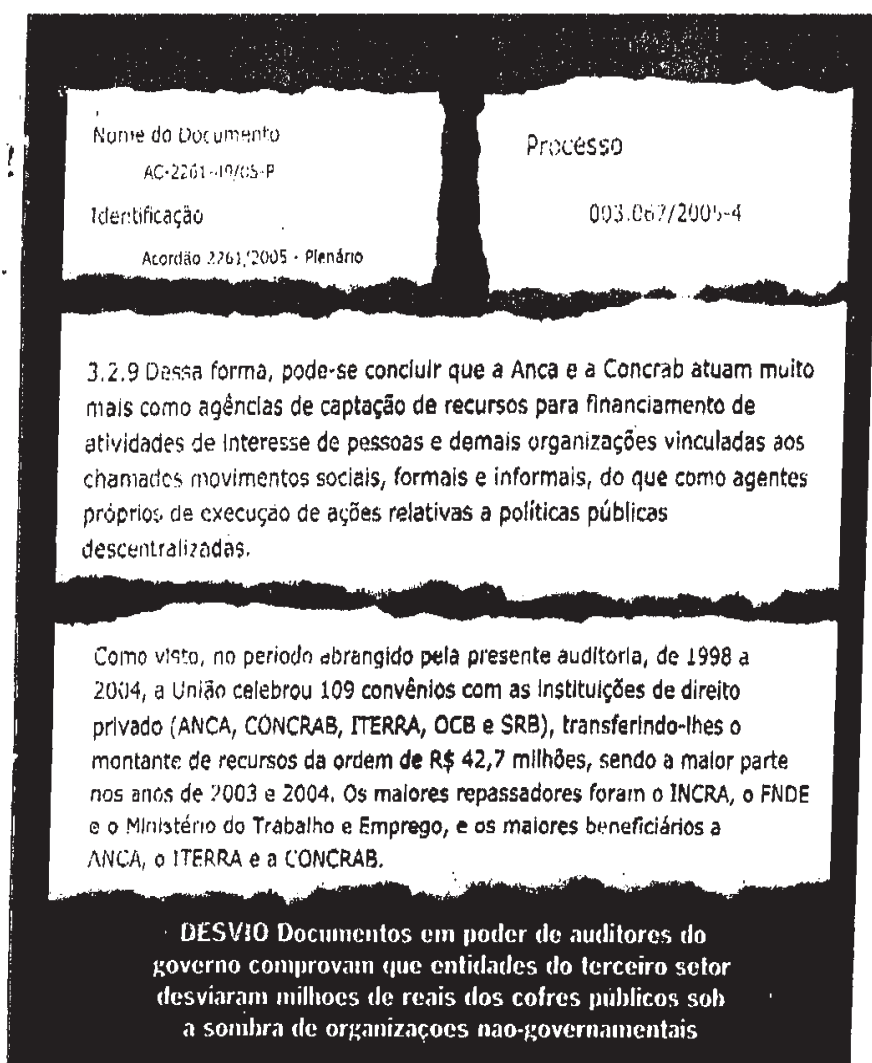 Nome do Documento
AC-2261-49/05-P
Identificação
Acordão 2261/2005 - Plenário
Processo
003.067/2005-4
3.2.9 Dessa forma, pode-se concluir que a Anca e a Concrab atuam muito
mais como agências de captação de recursos para financiamento de
atividades de interesse de pessoas e demais organizações vinculadas aos
chamados movimentos sociais, formais e informais, do que como agentes
próprios de execução de ações relativas a políticas públicas
descentralizadas.
Como visto, no período abrangido pela presente auditoria, de 1998 a
2004, a União celebrou 109 convênios com as instituições de direito
privado (ANCA, CONCRAB, ITERRA, OCB e SRB), transferindo-lhes o
montante de recursos da ordem de R$ 42,7 milhões, sendo a maior parte
nos anos de 2003 e 2004. Os maiores repassadores foram o INCRA, o FNDE
e o Ministério do Trabalho e Emprego, e os maiores beneficiários a
ANCA, o ITERRA e a CONCRAB.
DESVIO Documentos em poder de auditores do
governo comprovam que entidades do terceiro setor
desviaram milhoes de reais dos cofres públicos sob
a sombra de organizaçoes nao-governamentais